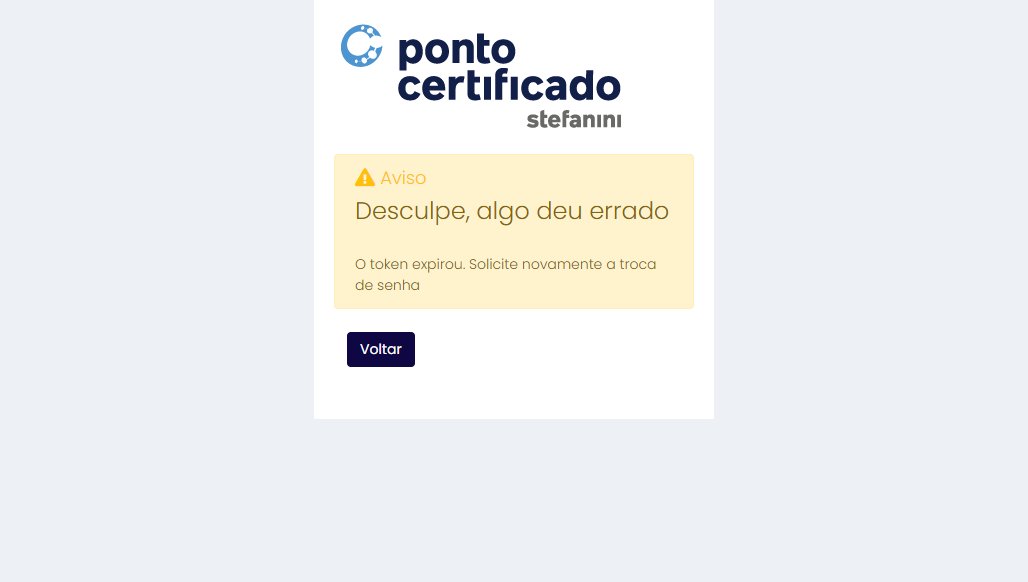 ponto
certificado
stefanini
Aviso
Desculpe, algo deu errado
O token expirou. Solicite novamente a troca
de senha
Voltar